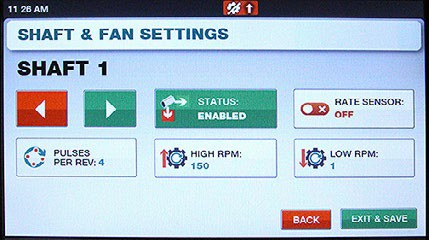 11:26 AM
SHAFT & FAN SETTINGS
SHAFT 1
STATUS:
ENABLED
RATE SENSOR:
OFF
PULSES
PER REV: 4
HIGH RPM:
150
LOW RPM:
1
BACK
EXIT & SAVE